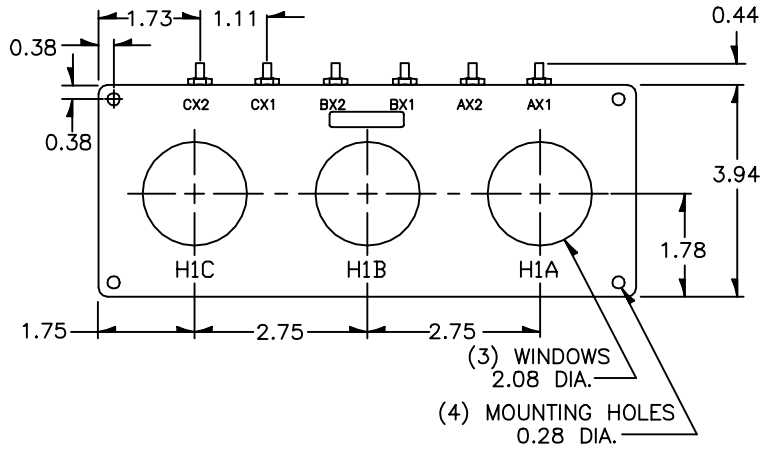 1.73 1.11 0.44
0.38
CX2 CX1 BX2 BX1 AX2 AX1
0.38
3.94
1.78
H1C H1B H1A
1.75 2.75 2.75
(3) WINDOWS
2.08 DIA.
(4) MOUNTING HOLES
0.28 DIA.